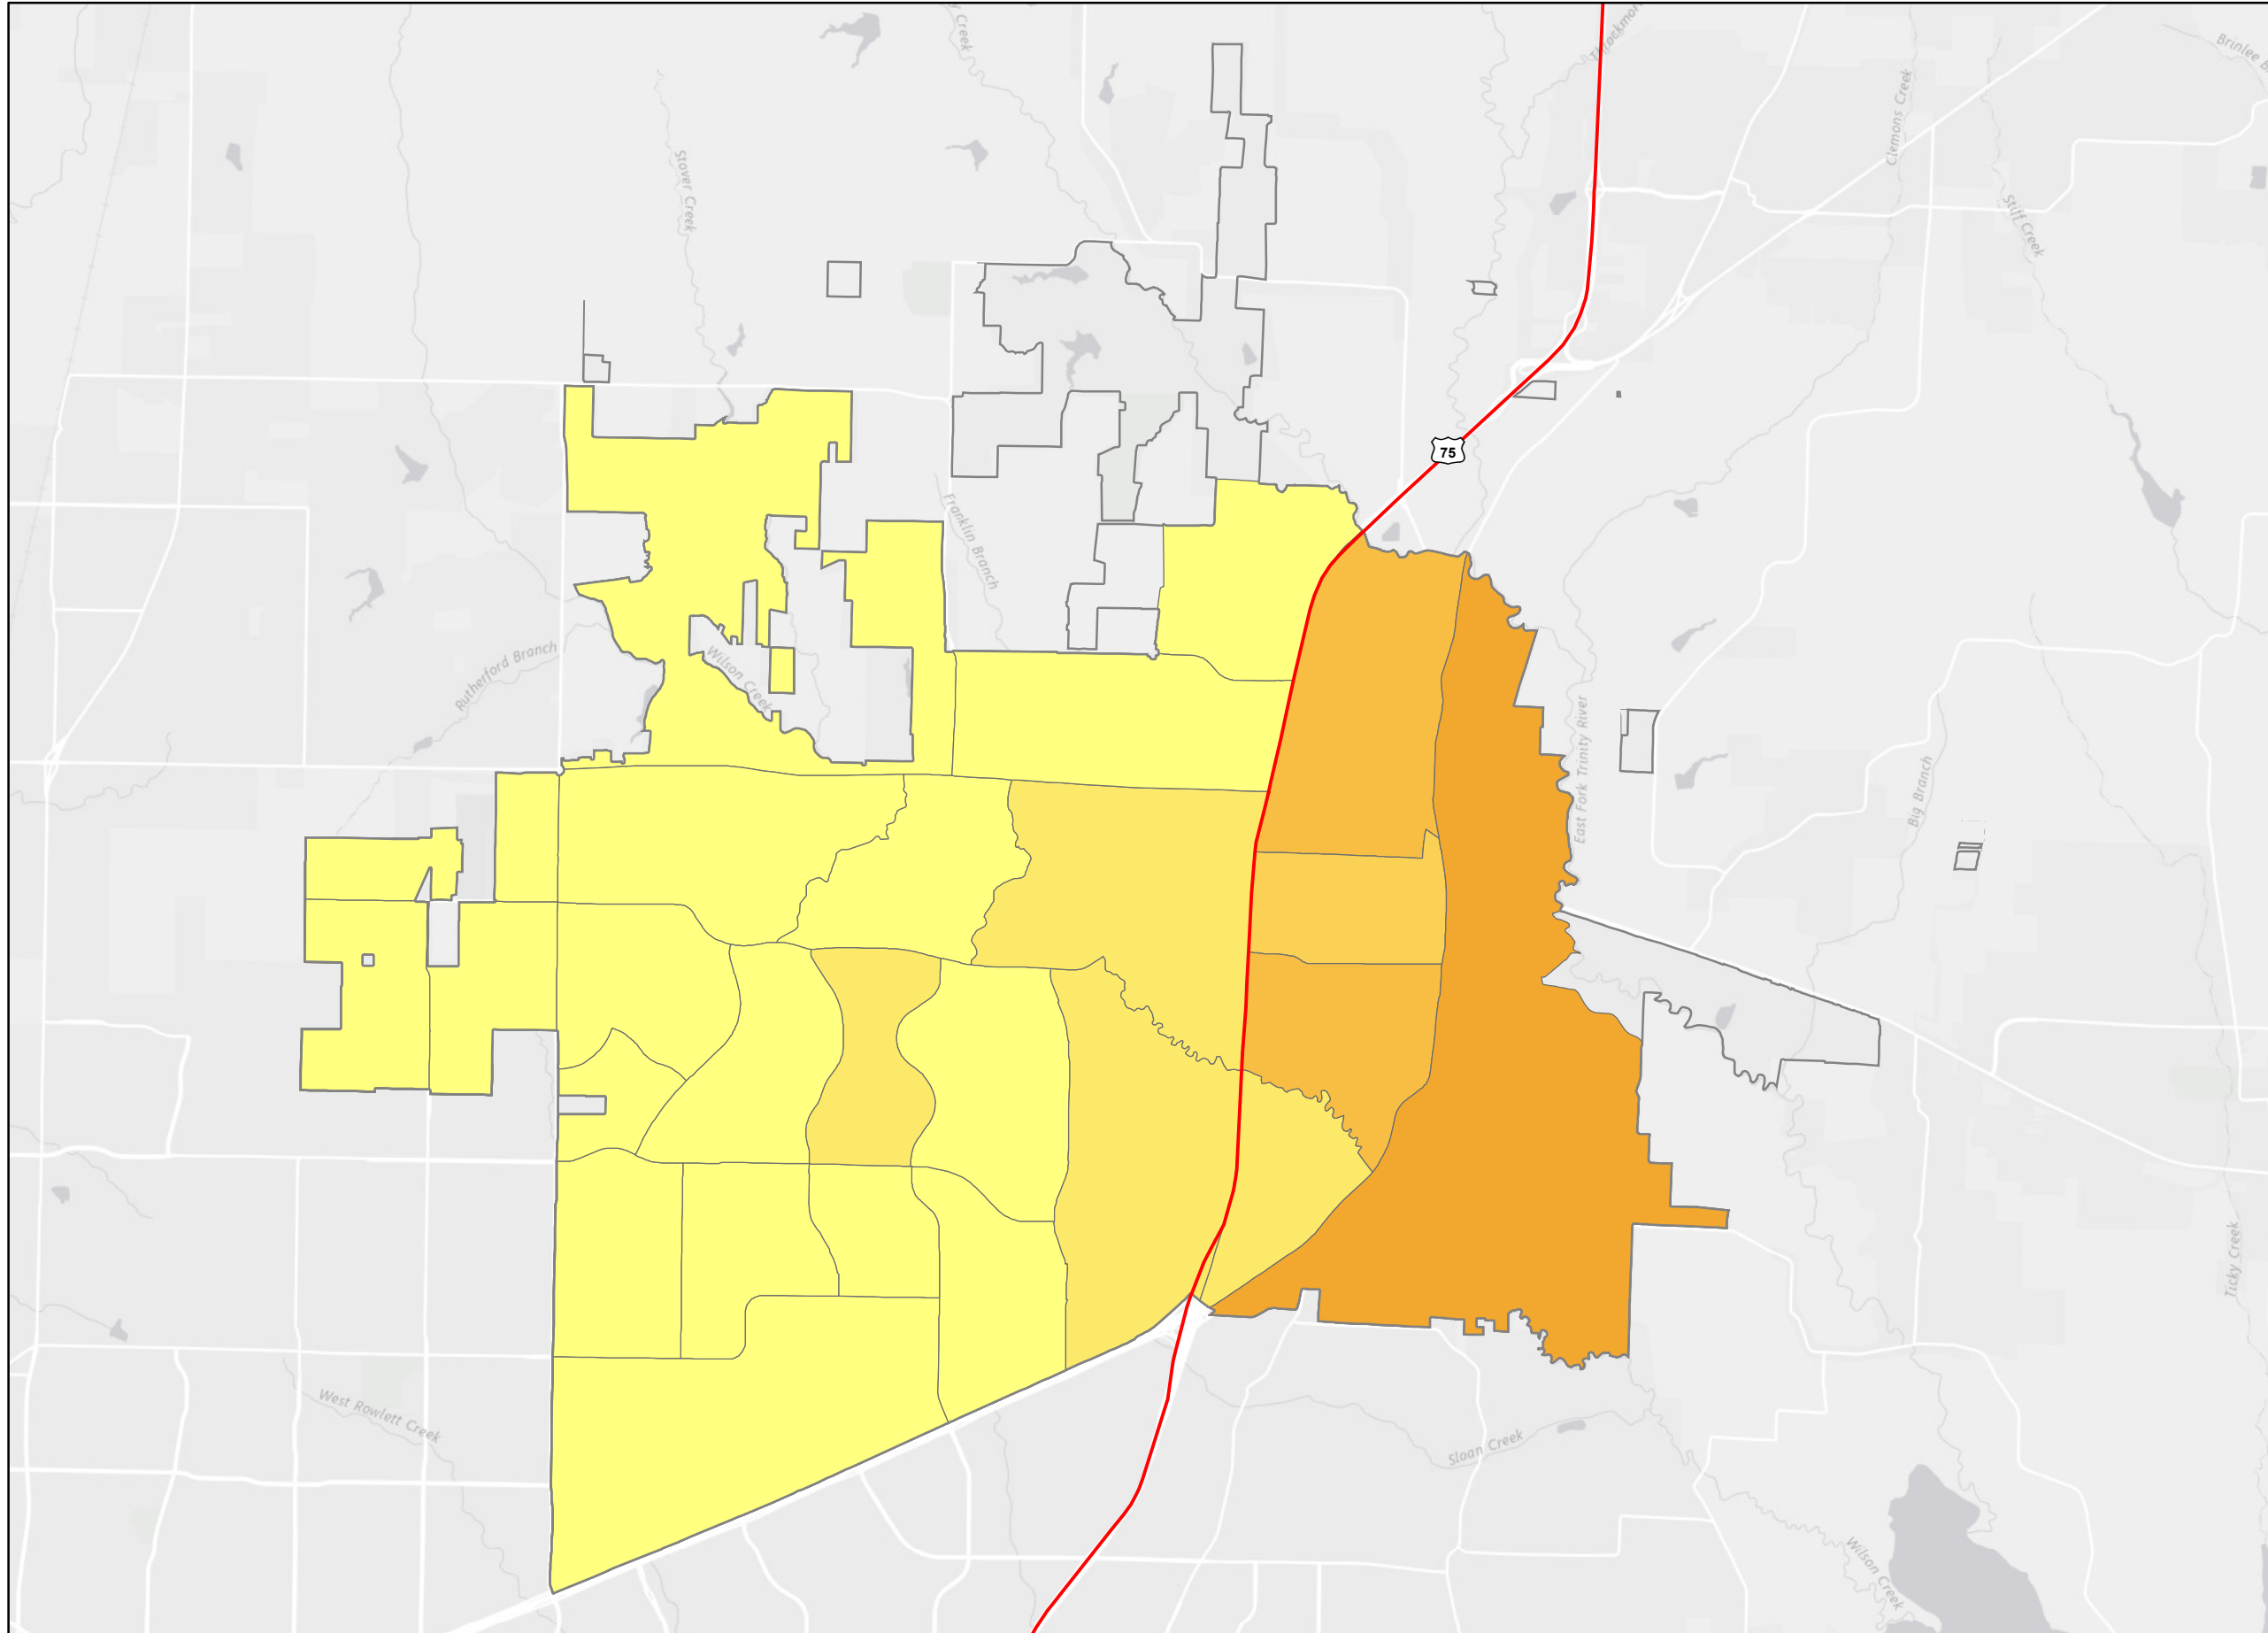 Brinlee B
Clemons Creek
Stover Creek
Stiff Creek
75
Franklin Branch
Rutherford Branch
Wilson Creek
East Fork Trinity River
Big Branch
Ticky Creek
West Rowlett Creek
Sloan Creek
Wilson Creek